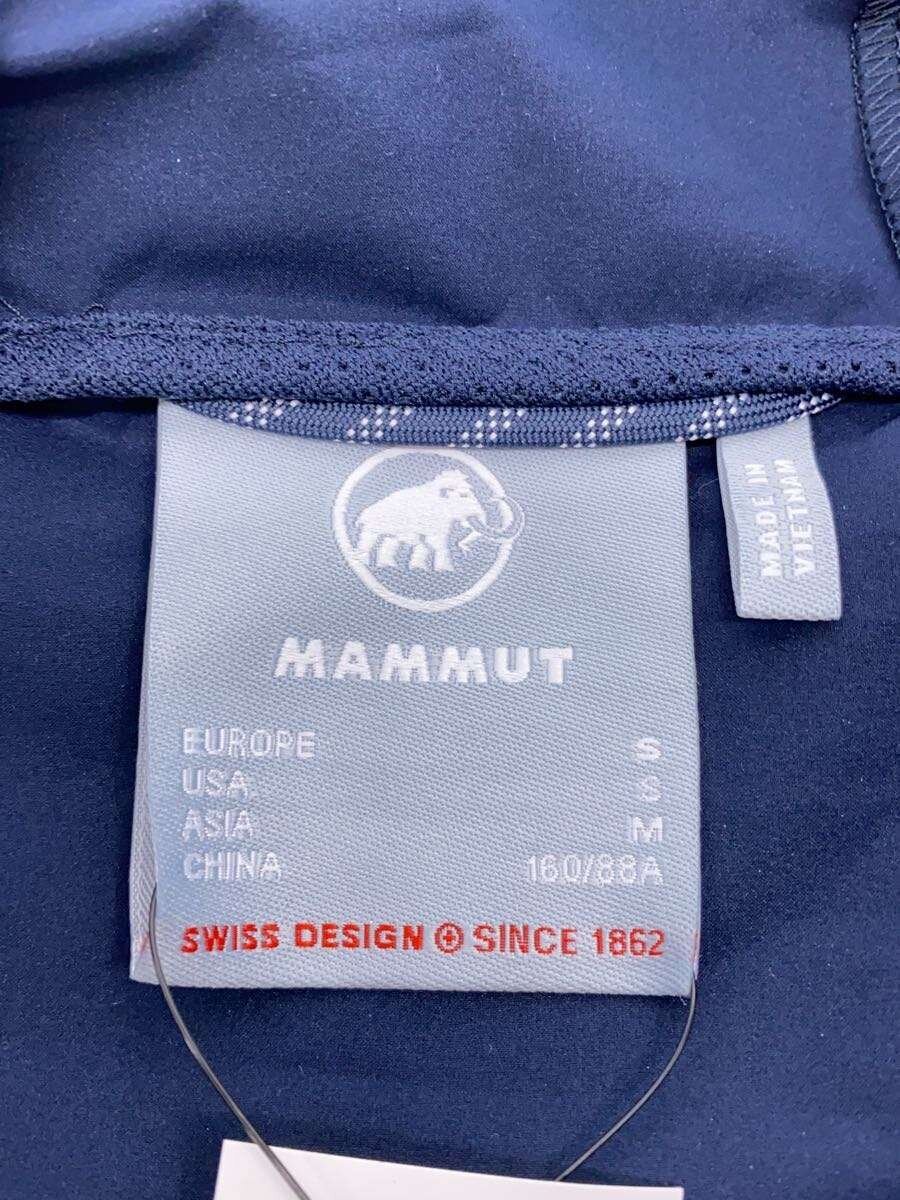 MAMMUT
EUROPE S
USA S
ASIA M
CHINA 160/88A
SWISS DESIGN SINCE 1862
MADE IN
VIETNAM